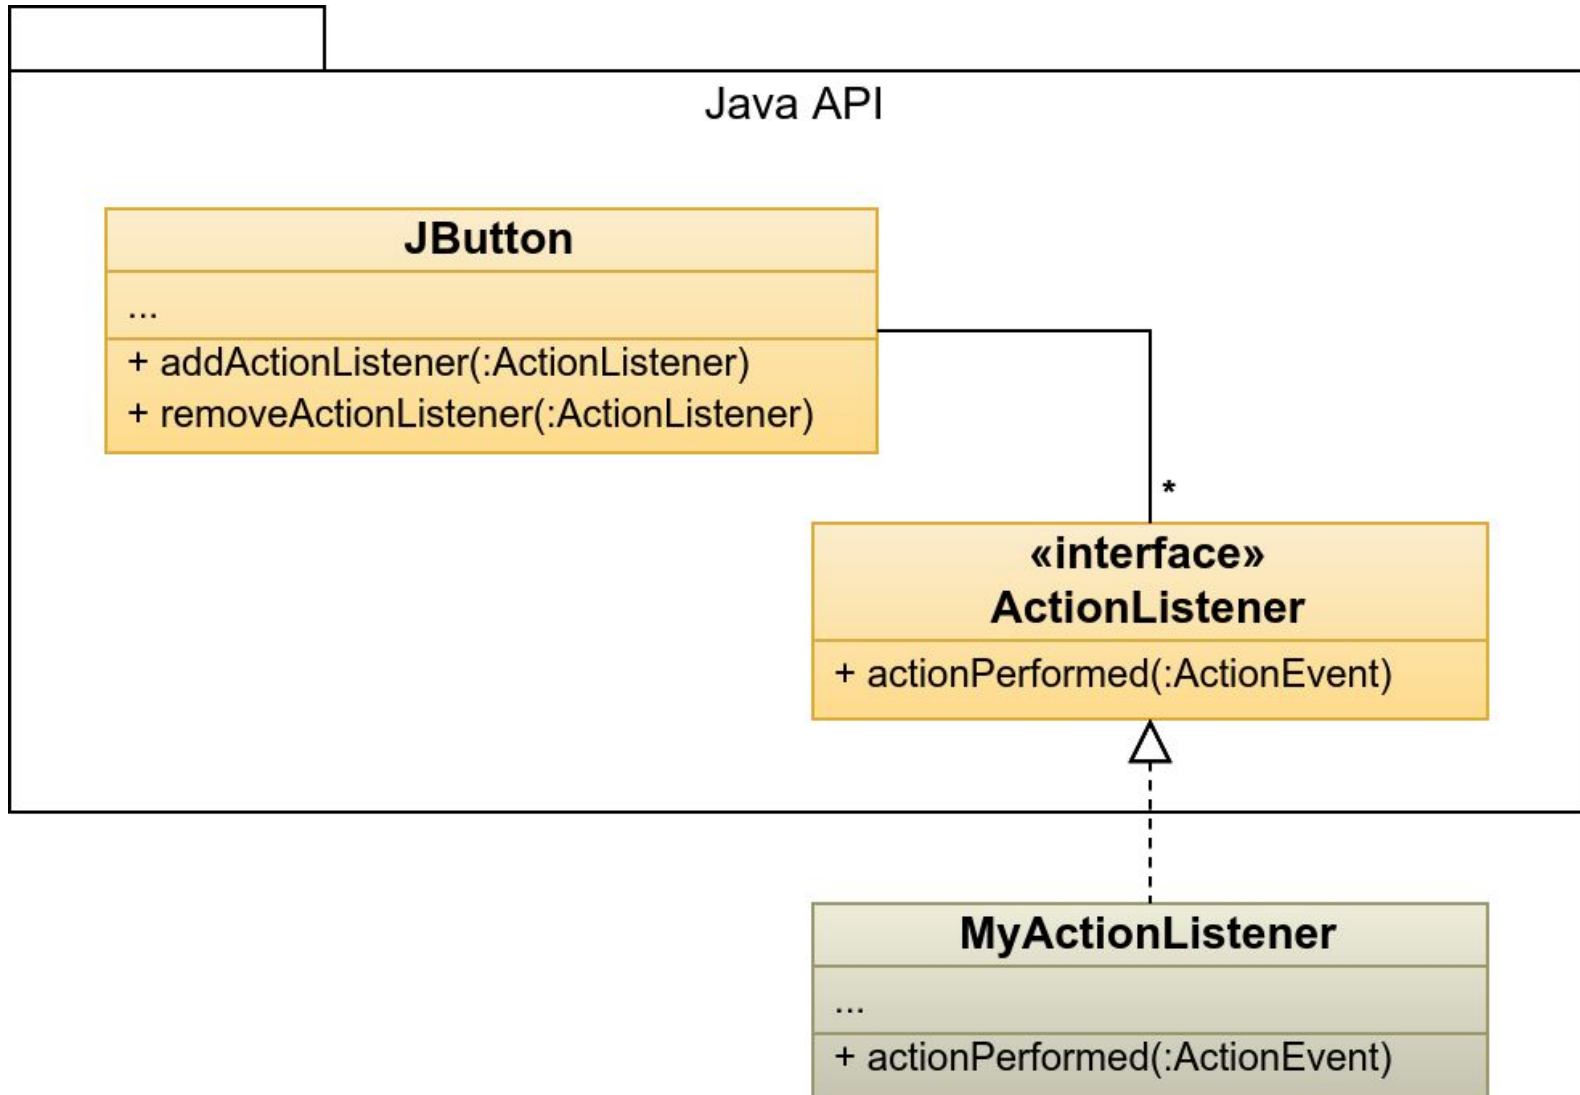 Java API
JButton
...
+ addActionListener(:ActionListener)
+ removeActionListener(:ActionListener)
*
«interface»
ActionListener
+ actionPerformed(:ActionEvent)
MyActionListener
...
+ actionPerformed(:ActionEvent)